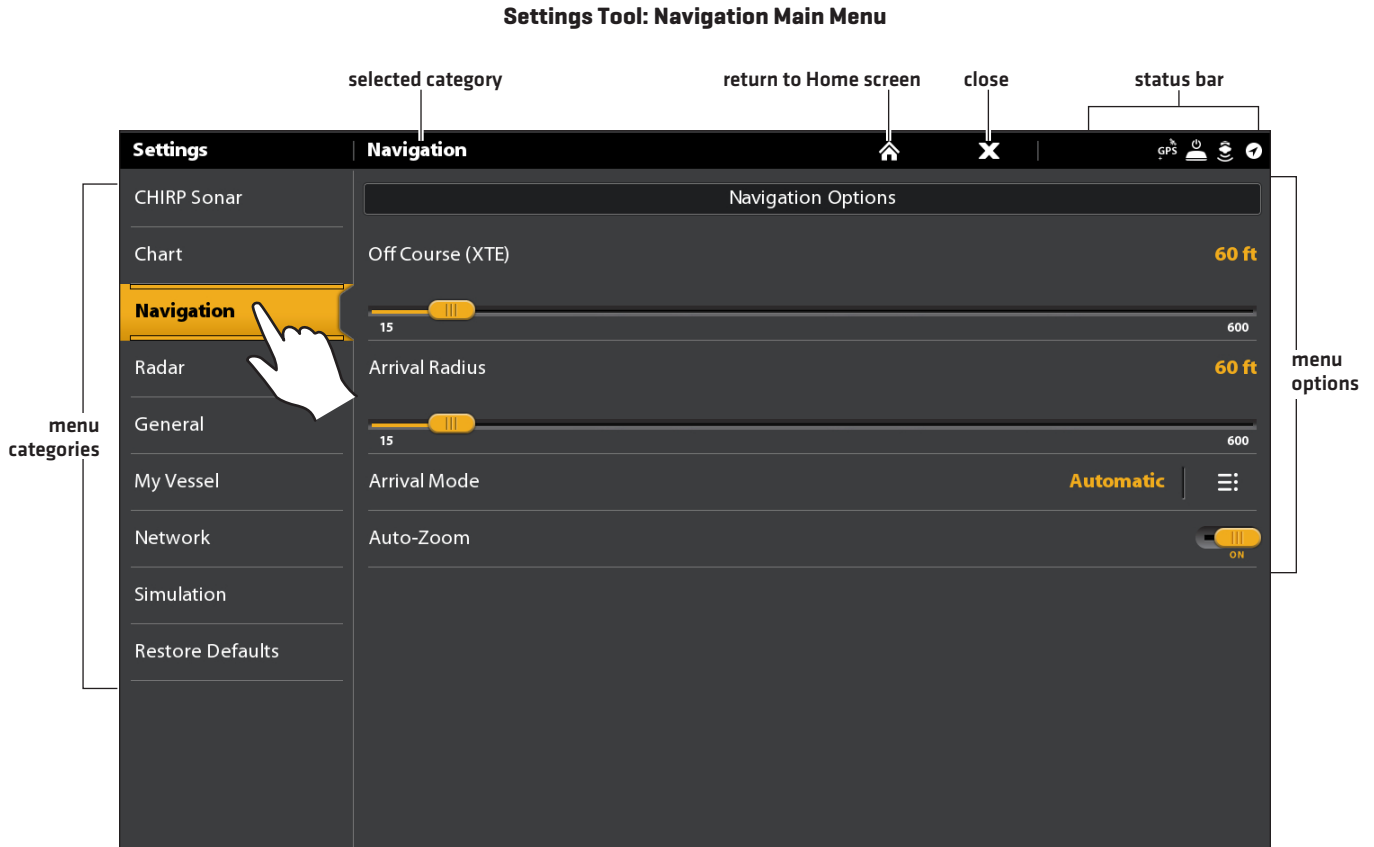 Settings Tool: Navigation Main Menu
selected category
return to Home screen
close
status bar
Settings
Navigation
GPS
CHIRP Sonar
Chart
Navigation
Radar
General
My Vessel
Network
Simulation
Restore Defaults
menu
categories
Navigation Options
Off Course (XTE)
60 ft
15
600
Arrival Radius
60 ft
15
600
Arrival Mode
Automatic
Auto-Zoom
ON
menu
options